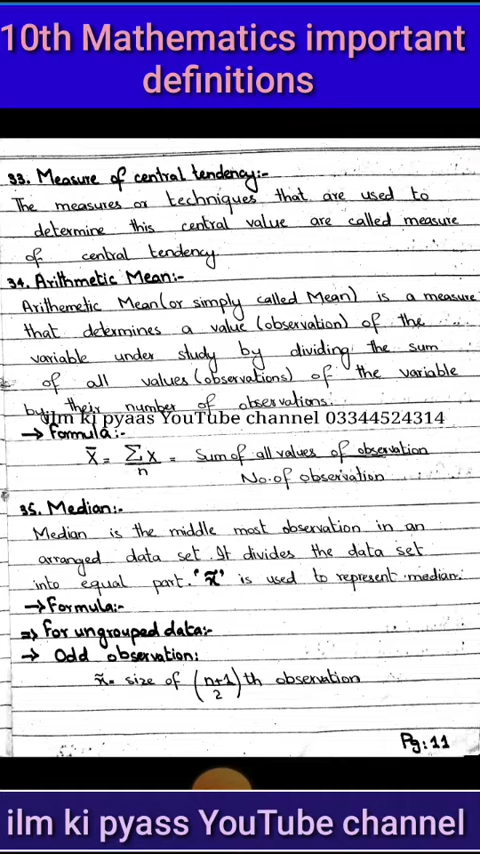 10th Mathematics important
definitions
33. Measure of central tendency:-
The measures or techniques that are used to
determine this central value are called measure
of central tendency
34. Arithmetic Mean:-
Arithemetic Mean(or simply called Mean) is a measure
that determines a value (observation) of the
variable under study by dividing the sum
of all values (observations) of the variable
by their number of observations.
ilm ki pyaas YouTube channel 03344524314
→ Formula:-
X̄ = ΣX/n = Sum of all values of observation / No. of observation
35. Median:-
Median is the middle most observation in an
arranged data set. It divides the data set
into equal part. "x̃" is used to represent median.
→ Formula:-
⇒ For ungrouped data:-
→ Odd observation:
x̃ = size of (n+1/2)th observation
Pg:11
ilm ki pyass YouTube channel